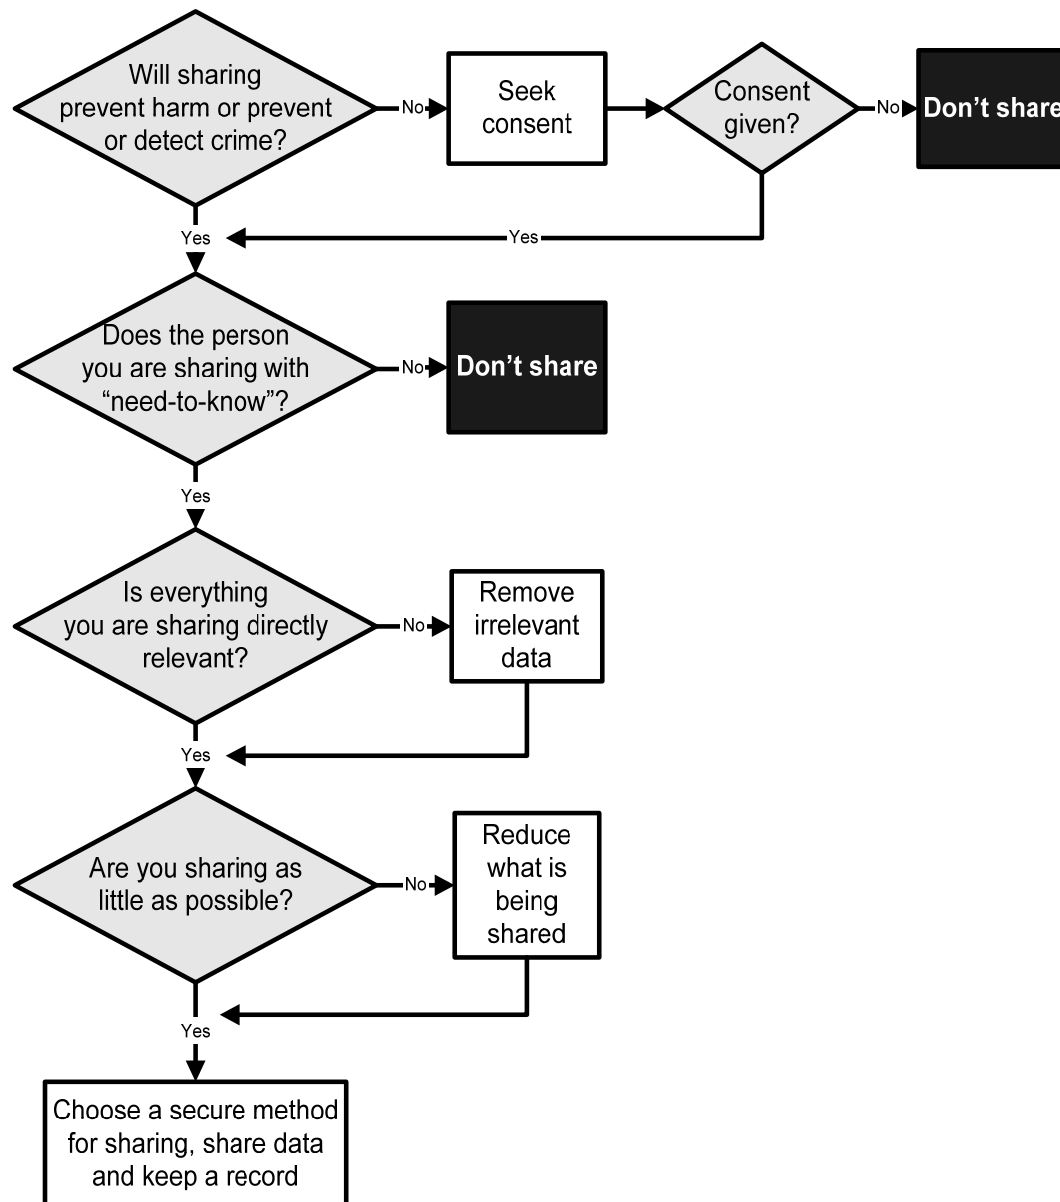 Will sharing
prevent harm or prevent
or detect crime?
No
Seek
consent
Consent
given?
No
Don’t share
Yes
Yes
Does the person
you are sharing with
“need-to-know”?
No
Don’t share
Yes
Is everything
you are sharing directly
relevant?
No
Remove
irrelevant
data
Yes
Are you sharing as
little as possible?
No
Reduce
what is
being
shared
Yes
Choose a secure method
for sharing, share data
and keep a record